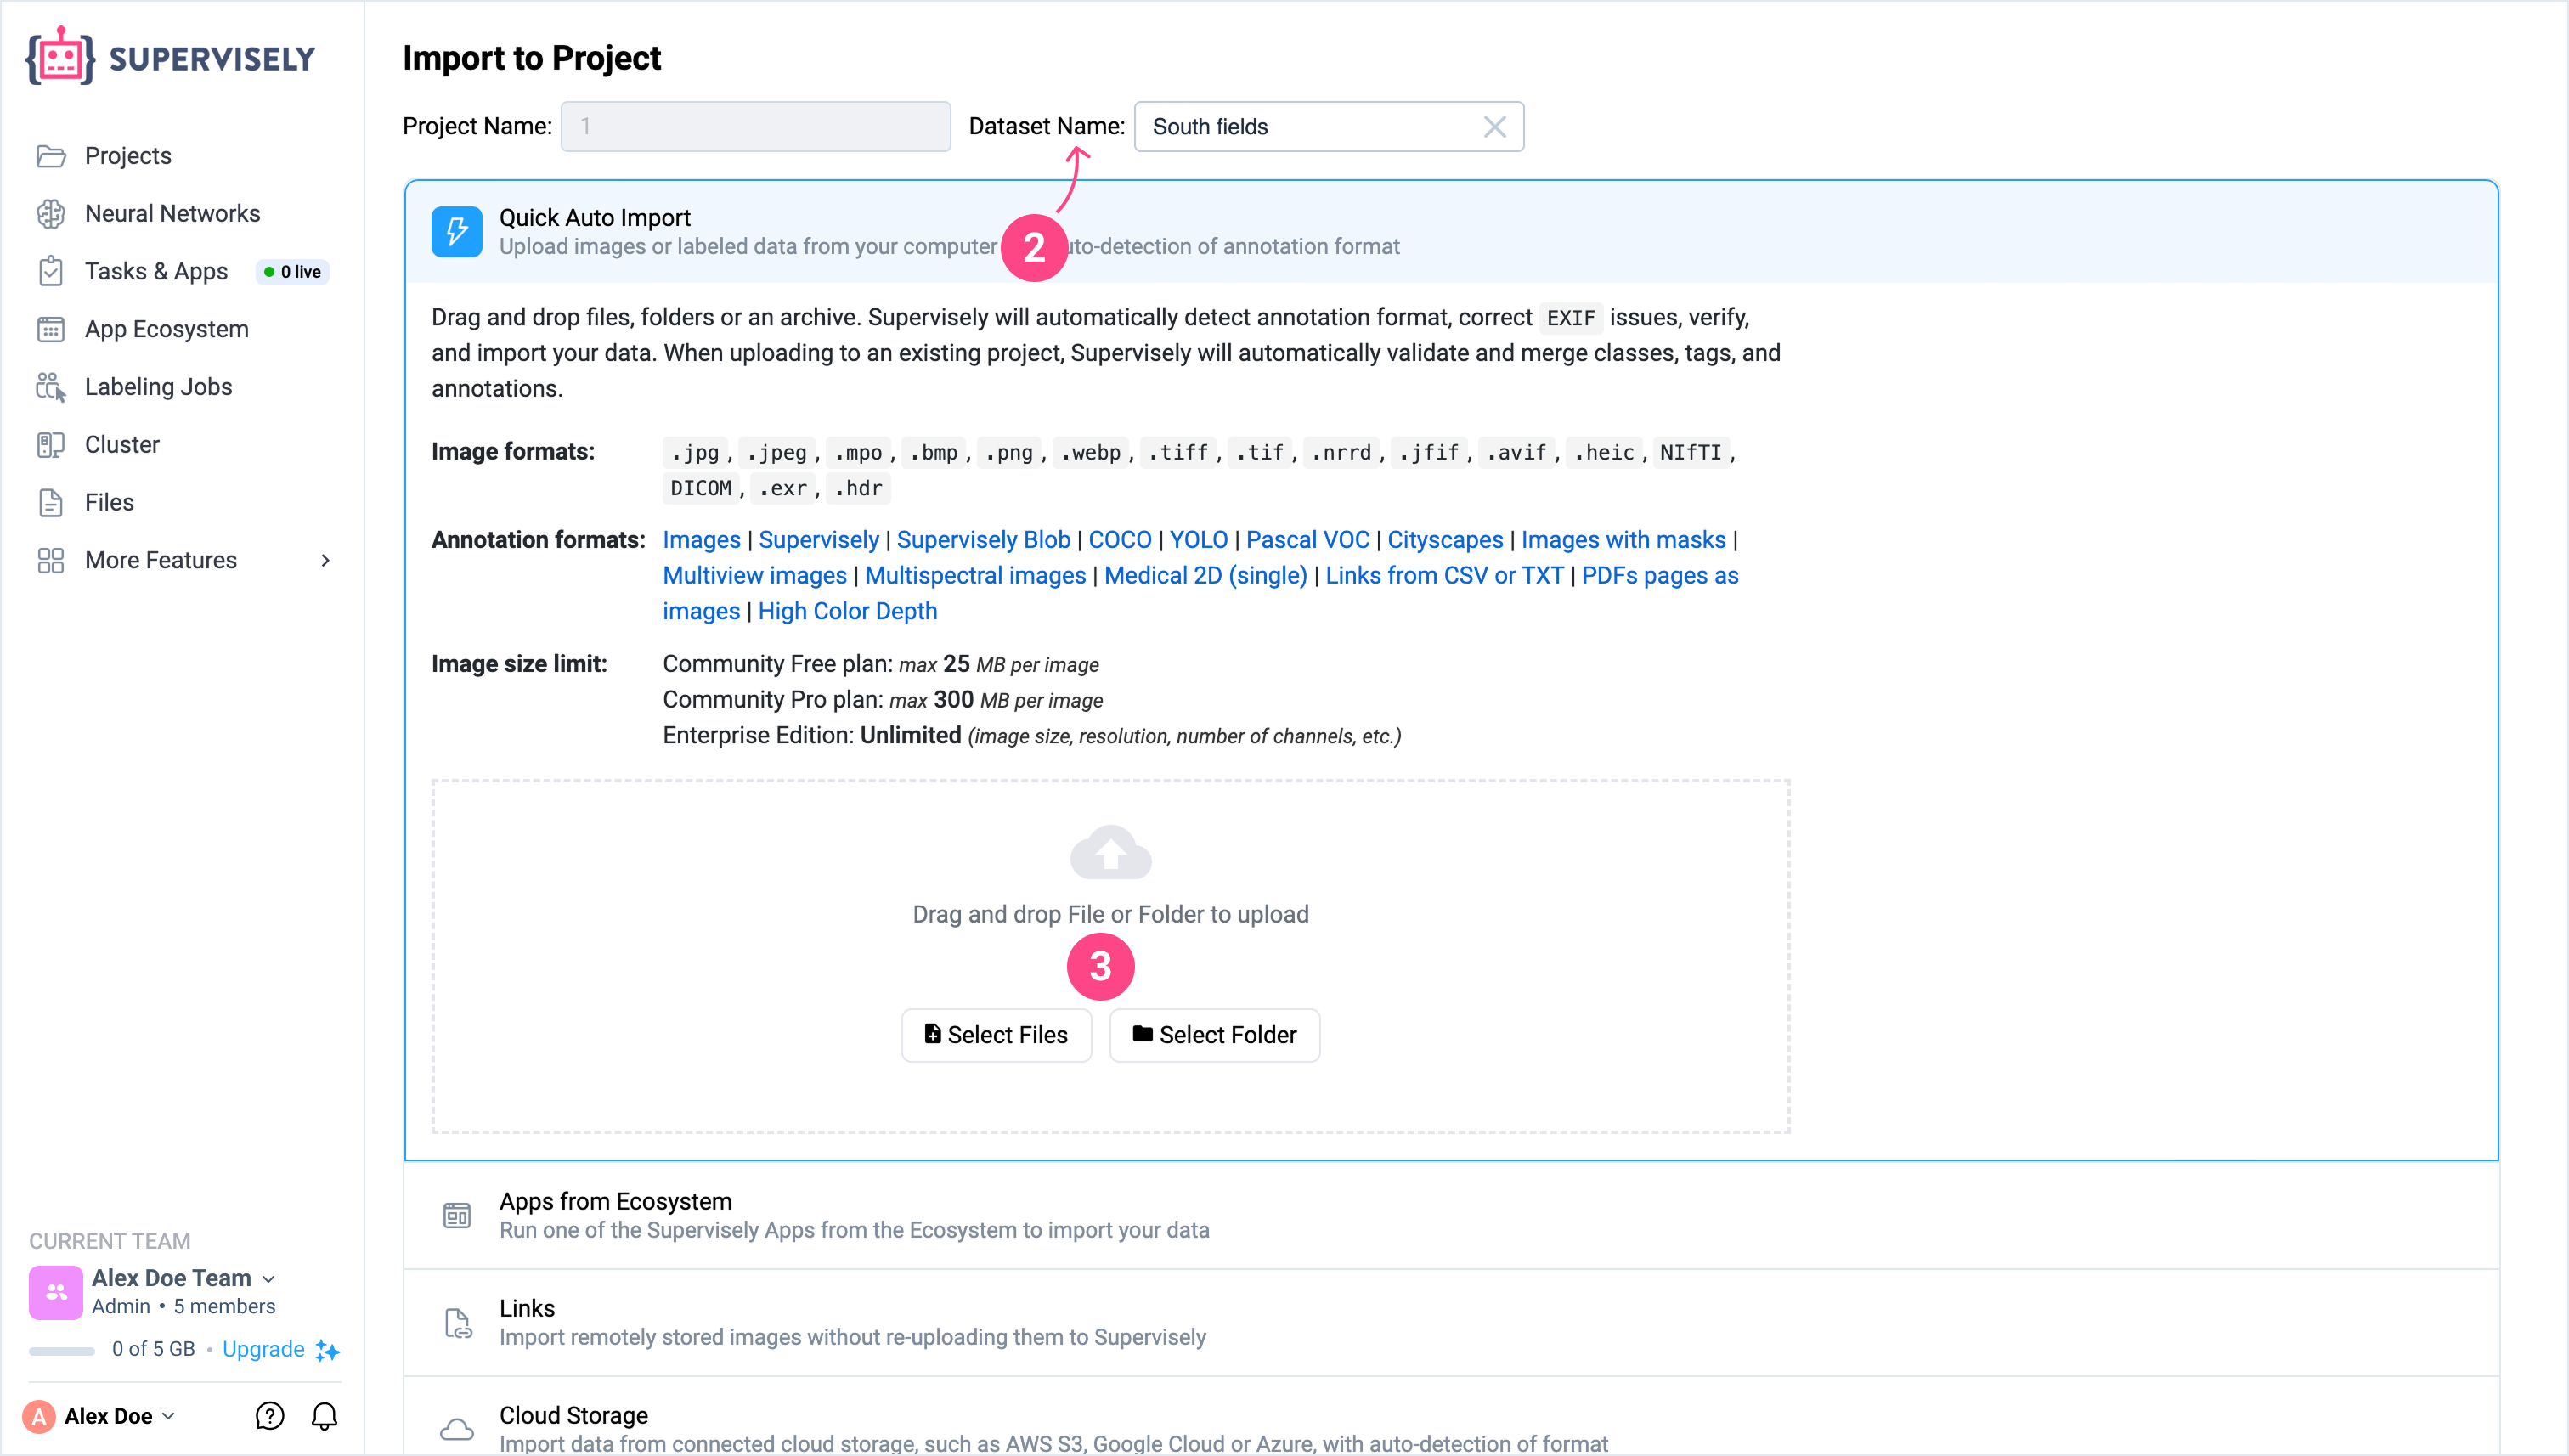 SUPERVISELY
Projects
Neural Networks
Tasks & Apps 0 live
App Ecosystem
Labeling Jobs
Cluster
Files
More Features
CURRENT TEAM
Alex Doe Team
Admin • 5 members
0 of 5 GB • Upgrade
A Alex Doe
Import to Project
Project Name: 1 Dataset Name: South fields
Quick Auto Import
Upload images or labeled data from your computer uto-detection of annotation format
2
Drag and drop files, folders or an archive. Supervisely will automatically detect annotation format, correct EXIF issues, verify,
and import your data. When uploading to an existing project, Supervisely will automatically validate and merge classes, tags, and
annotations.
Image formats: .jpg, .jpeg, .mpo, .bmp, .png, .webp, .tiff, .tif, .nrrd, .jfif, .avif, .heic, NIfTI,
DICOM, .exr, .hdr
Annotation formats: Images | Supervisely | Supervisely Blob | COCO | YOLO | Pascal VOC | Cityscapes | Images with masks |
Multiview images | Multispectral images | Medical 2D (single) | Links from CSV or TXT | PDFs pages as
images | High Color Depth
Image size limit: Community Free plan: max 25 MB per image
Community Pro plan: max 300 MB per image
Enterprise Edition: Unlimited (image size, resolution, number of channels, etc.)
Drag and drop File or Folder to upload
3
Select Files Select Folder
Apps from Ecosystem
Run one of the Supervisely Apps from the Ecosystem to import your data
Links
Import remotely stored images without re-uploading them to Supervisely
Cloud Storage
Import data from connected cloud storage, such as AWS S3, Google Cloud or Azure, with auto-detection of format